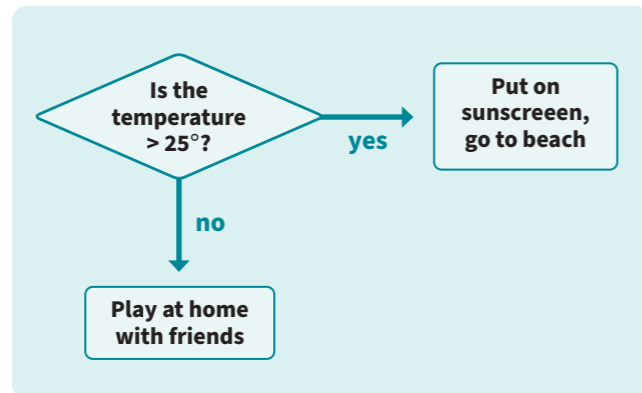 Is the
temperature
> 25°?
yes
Put on
sunscreeen,
go to beach
no
Play at home
with friends